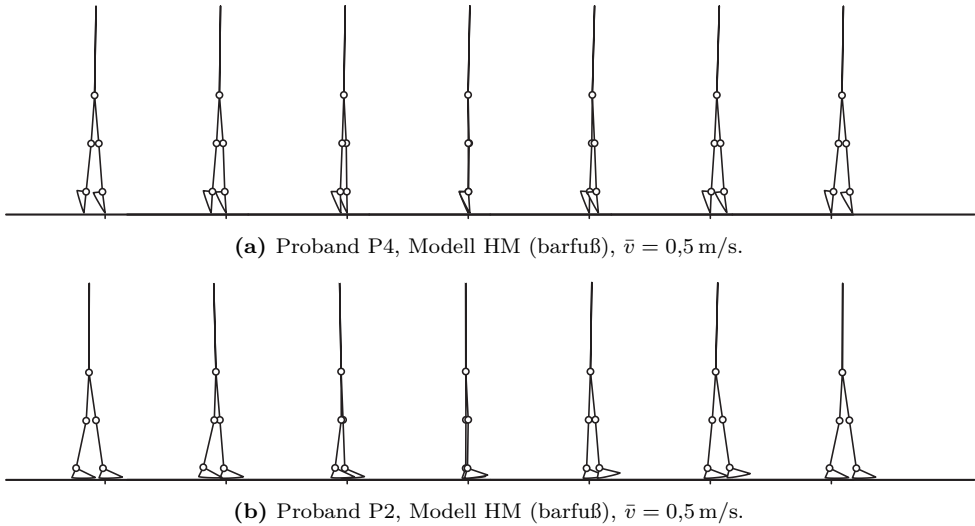 (a) Proband P4, Modell HM (barfuß), v̄ = 0,5 m/s.
(b) Proband P2, Modell HM (barfuß), v̄ = 0,5 m/s.